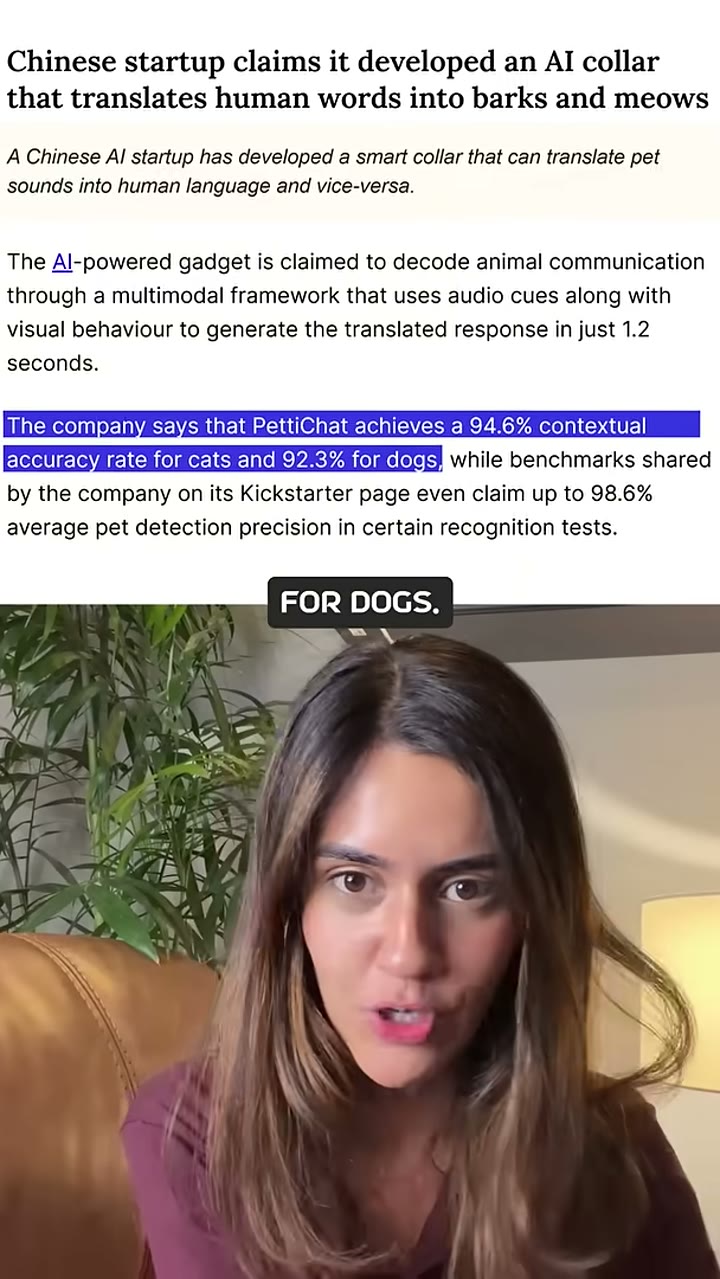 Chinese startup claims it developed an AI collar
that translates human words into barks and meows
A Chinese AI startup has developed a smart collar that can translate pet
sounds into human language and vice-versa.
The AI-powered gadget is claimed to decode animal communication
through a multimodal framework that uses audio cues along with
visual behaviour to generate the translated response in just 1.2
seconds.
The company says that PettiChat achieves a 94.6% contextual
accuracy rate for cats and 92.3% for dogs, while benchmarks shared
by the company on its Kickstarter page even claim up to 98.6%
average pet detection precision in certain recognition tests.
FOR DOGS.